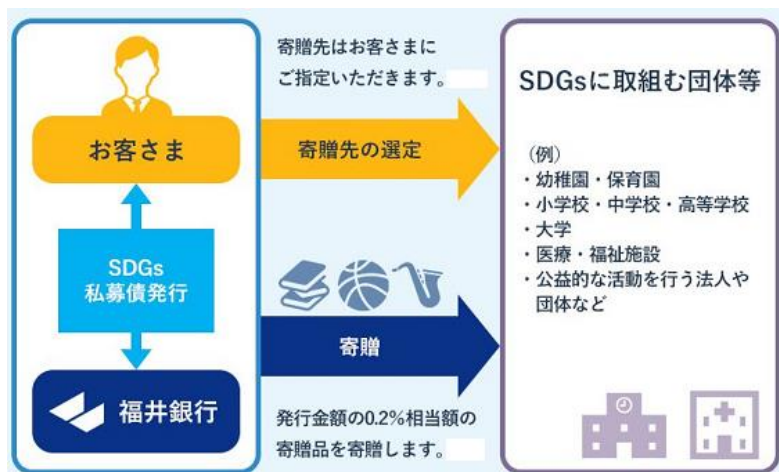 お客さま
SDGs
私募債発行
福井銀行
寄贈先はお客さまに
ご指定いただきます。
寄贈先の選定
寄贈
発行金額の0.2%相当額の
寄贈品を寄贈します。
SDGsに取組む団体等
（例）
・幼稚園・保育園
・小学校・中学校・高等学校
・大学
・医療・福祉施設
・公益的な活動を行う法人や
団体など